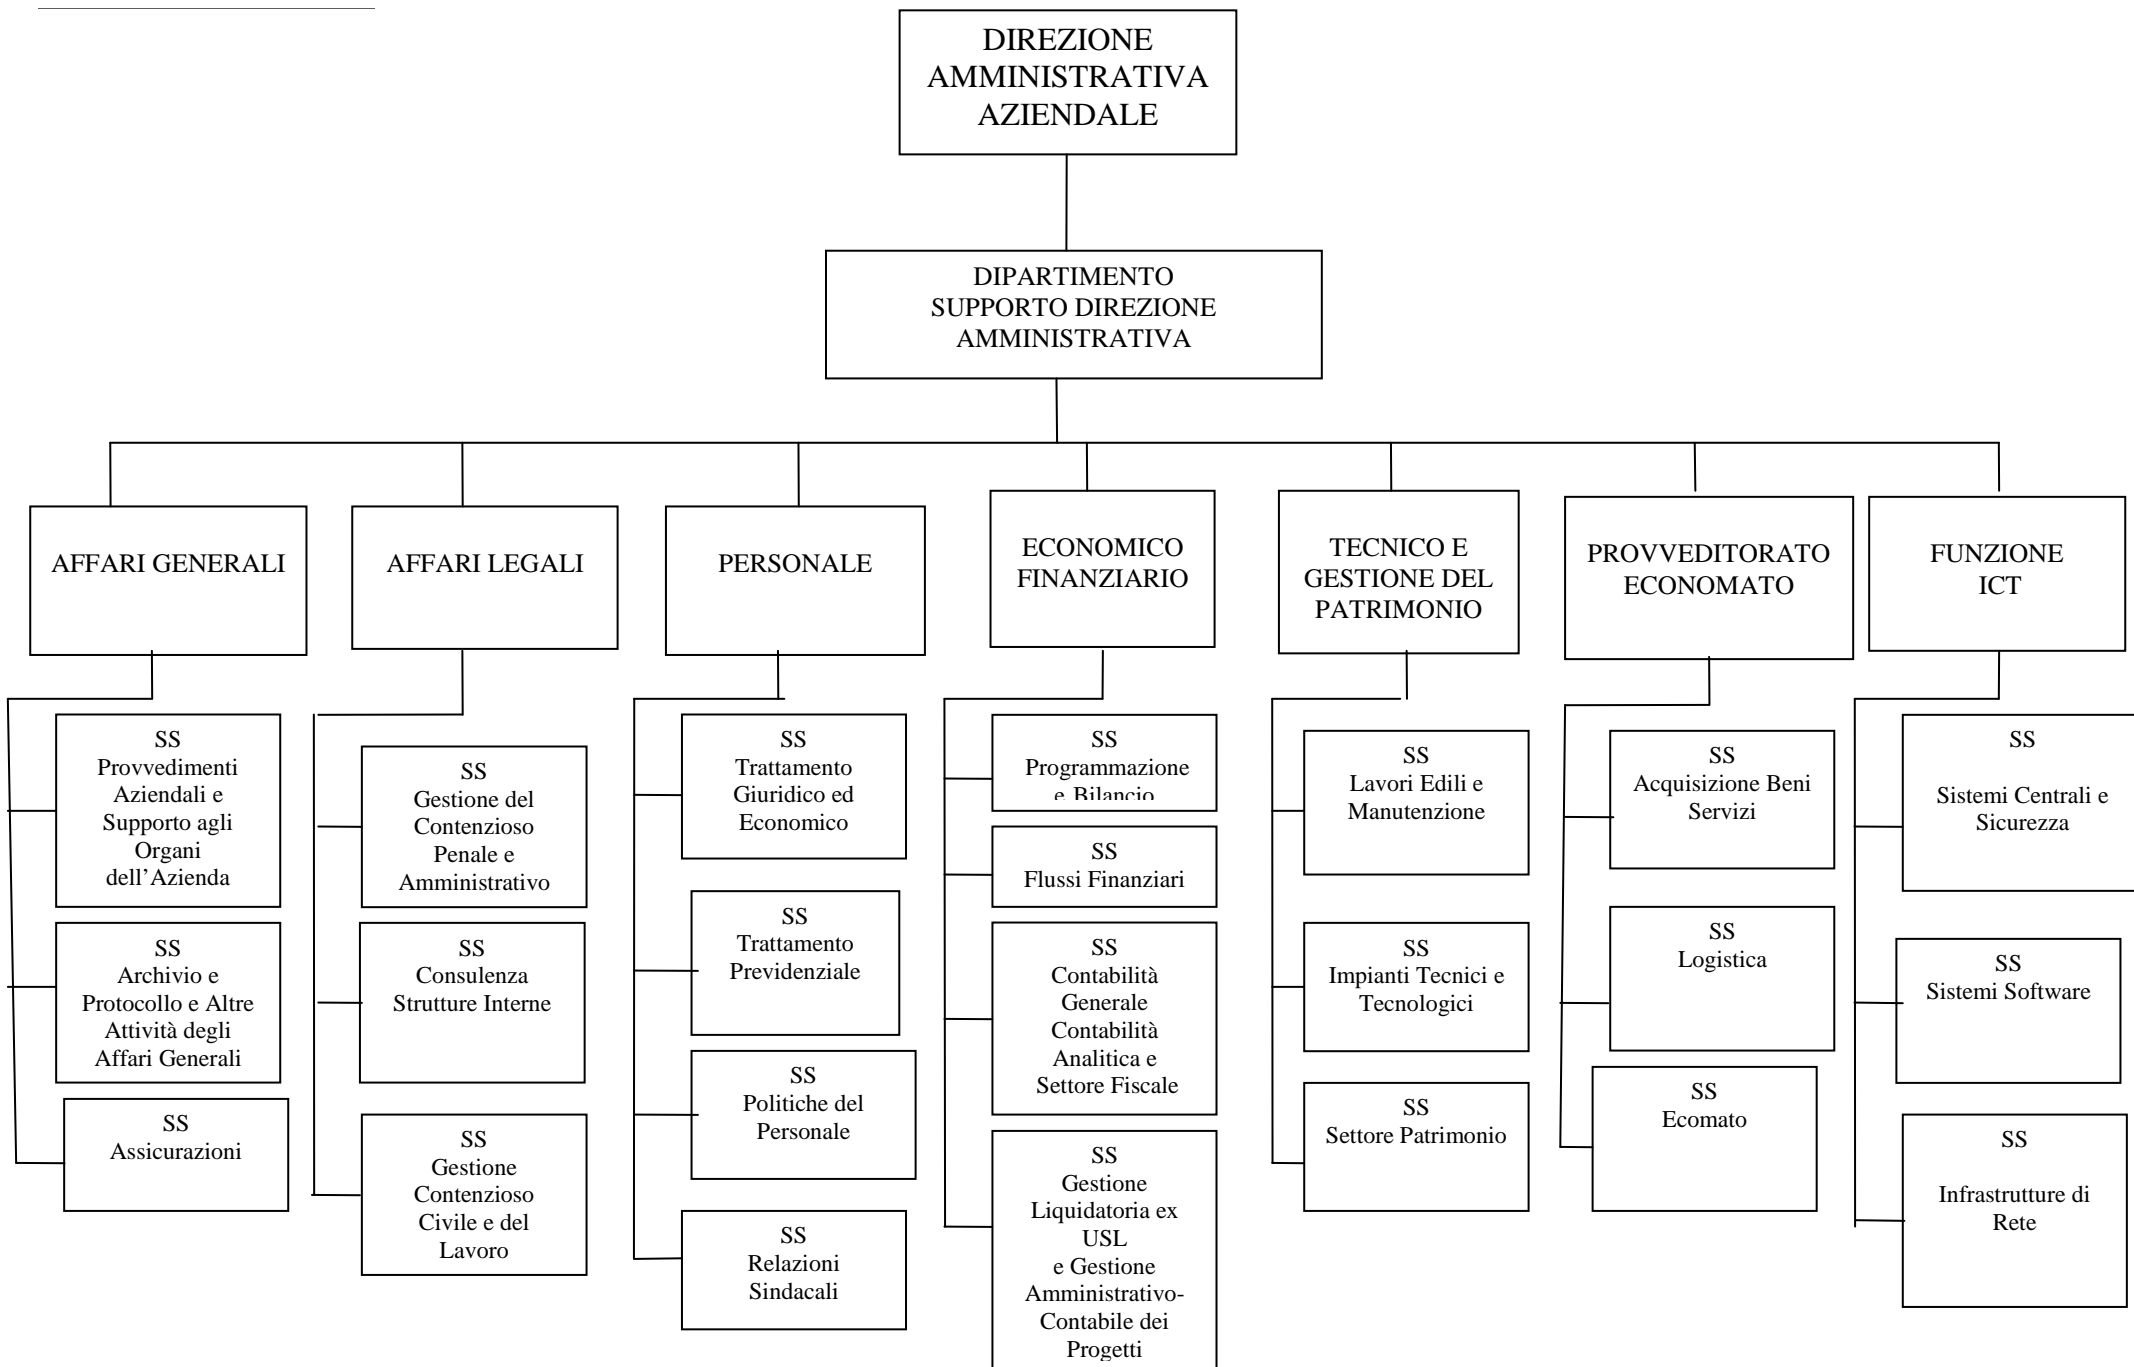 DIREZIONE
AMMINISTRATIVA
AZIENDALE
DIPARTIMENTO
SUPPORTO DIREZIONE
AMMINISTRATIVA
AFFARI GENERALI
AFFARI LEGALI
PERSONALE
ECONOMICO
FINANZIARIO
TECNICO E
GESTIONE DEL
PATRIMONIO
PROVVEDITORATO
ECONOMATO
FUNZIONE
ICT
SS
Provvedimenti
Aziendali e
Supporto agli
Organi
dell’Azienda
SS
Archivio e
Protocollo e Altre
Attività degli
Affari Generali
SS
Assicurazioni
SS
Gestione del
Contenzioso
Penale e
Amministrativo
SS
Consulenza
Strutture Interne
SS
Gestione
Contenzioso
Civile e del
Lavoro
SS
Trattamento
Giuridico ed
Economico
SS
Trattamento
Previdenziale
SS
Politiche del
Personale
SS
Relazioni
Sindacali
SS
Programmazione
e Bilancio
SS
Flussi Finanziari
SS
Contabilità
Generale
Contabilità
Analitica e
Settore Fiscale
SS
Gestione
Liquidatoria ex
USL
e Gestione
Amministrativo-
Contabile dei
Progetti
SS
Lavori Edili e
Manutenzione
SS
Impianti Tecnici e
Tecnologici
SS
Settore Patrimonio
SS
Acquisizione Beni
Servizi
SS
Logistica
SS
Ecomato
SS
Sistemi Centrali e
Sicurezza
SS
Sistemi Software
SS
Infrastrutture di
Rete